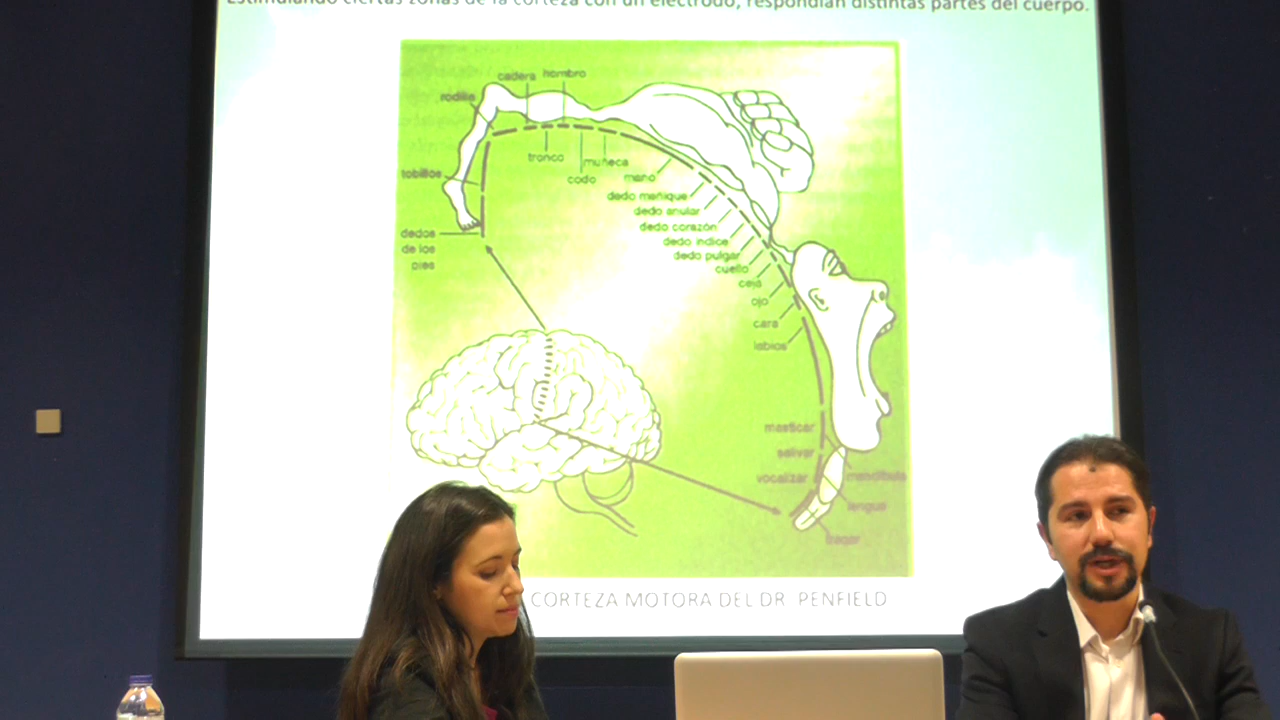 Estimulando ciertas zonas de la corteza con un electrodo, respondían distintas partes del cuerpo.
cadera
hombro
rodilla
tronco
muñeca
codo
mano
tobillos
dedo meñique
dedo anular
dedo corazón
dedo índice
dedo pulgar
cuello
ceja
ojo
cara
labios
dedos
de los
pies
masticar
salivar
vocalizar
mandíbula
lengua
tragar
CORTEZA MOTORA DEL DR PENFIELD